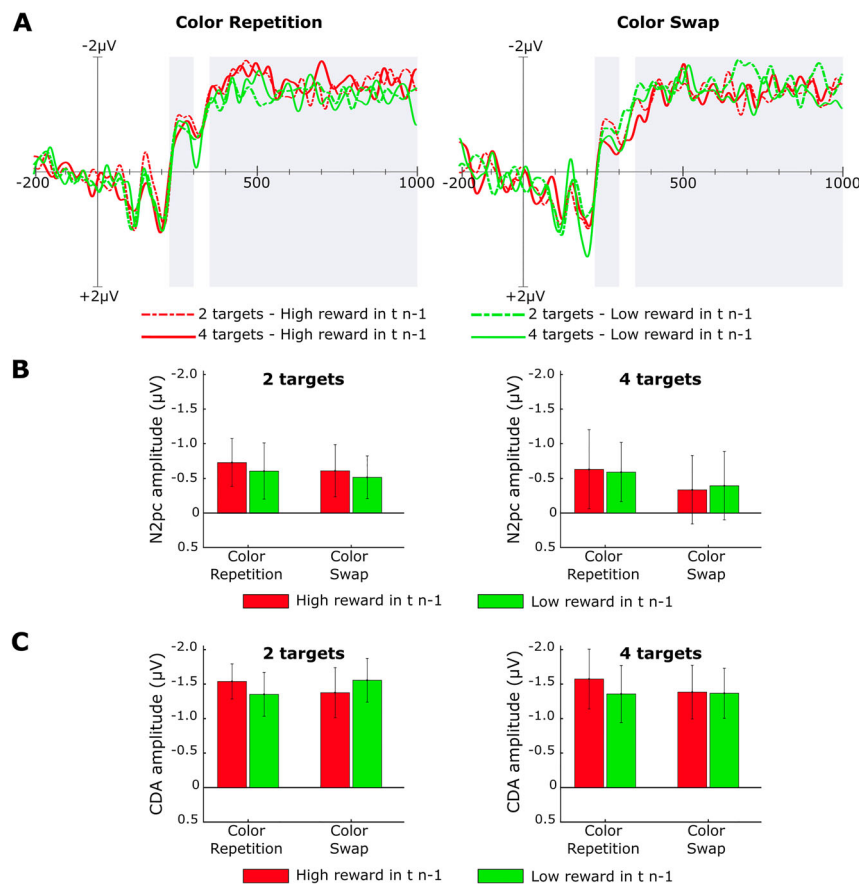 A
Color Repetition
Color Swap
-2μV
-2μV
-200
500
1000
-200
500
1000
+2μV
+2μV
2 targets - High reward in t n-1
4 targets - High reward in t n-1
2 targets - Low reward in t n-1
4 targets - Low reward in t n-1
B
2 targets
4 targets
N2pc amplitude (μV)
-2.0
-1.5
-1.0
-0.5
0
0.5
Color
Repetition
Color
Swap
N2pc amplitude (μV)
-2.0
-1.5
-1.0
-0.5
0
0.5
Color
Repetition
Color
Swap
High reward in t n-1
Low reward in t n-1
C
2 targets
4 targets
CDA amplitude (μV)
-2.0
-1.5
-1.0
-0.5
0
0.5
Color
Repetition
Color
Swap
CDA amplitude (μV)
-2.0
-1.5
-1.0
-0.5
0
0.5
Color
Repetition
Color
Swap
High reward in t n-1
Low reward in t n-1